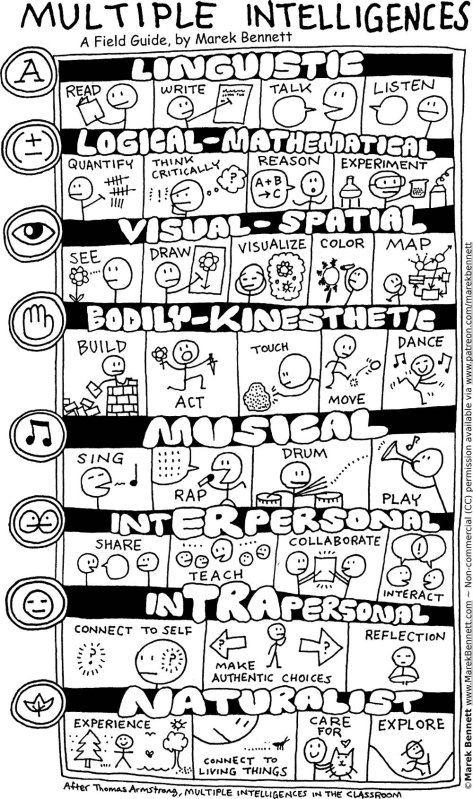 MULTIPLE INTELLIGENCES
A Field Guide, by Marek Bennett
A
LINGUISTIC
READ
WRITE
TALK
LISTEN
LOGICAL-MATHEMATICAL
QUANTIFY
THINK
CRITICALLY
?
REASON
A+B
→C
EXPERIMENT
VISUAL-SPATIAL
SEE
DRAW
VISUALIZE
COLOR
MAP
BODILY-KINESTHETIC
BUILD
ACT
TOUCH
MOVE
DANCE
MUSICAL
SING
RAP
DRUM
PLAY
INTERPERSONAL
SHARE
TEACH
COLLABORATE
! ?
INTERACT
INTRAPERSONAL
CONNECT TO SELF
?
?
? ?
MAKE
AUTHENTIC CHOICES
REFLECTION
NATURALIST
EXPERIENCE
CONNECT TO
LIVING THINGS
CARE
FOR
EXPLORE
After Thomas Armstrong, MULTIPLE INTELLIGENCES IN THE CLASSROOM
©Marek Bennett www.MarekBennett.com ~ Non-commercial (CC) permission available via www.patreon.com/marekbennett